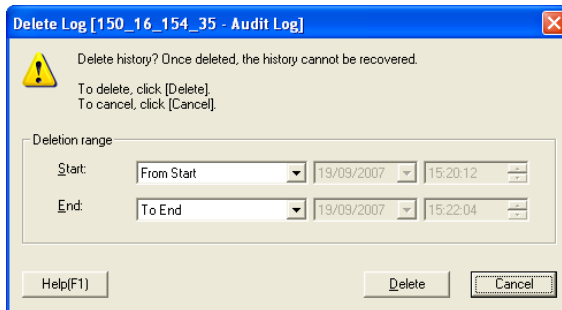 Delete Log [150_16_154_35 - Audit Log]
Delete history? Once deleted, the history cannot be recovered.
To delete, click [Delete].
To cancel, click [Cancel].
Deletion range
Start: From Start 19/09/2007 15:20:12
End: To End 19/09/2007 15:22:04
Help(F1) Delete Cancel